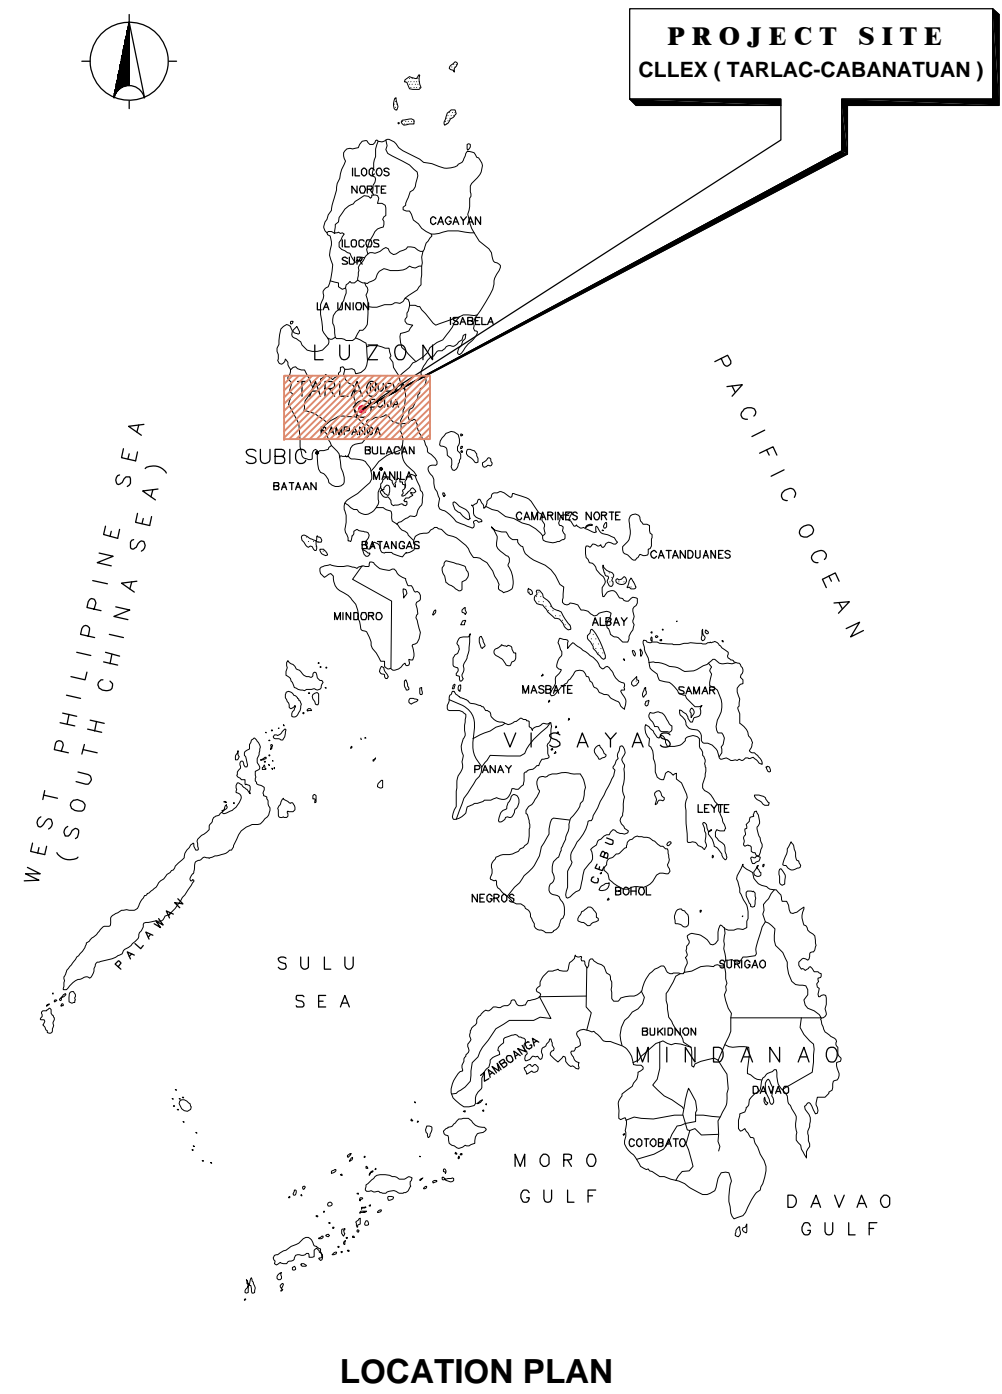 PROJECT SITE
CLLEX ( TARLAC-CABANATUAN )
ILOCOS
NORTE
CAGAYAN
ILOCOS
SUR
LA UNION
ISABELA
LUZON
TARLAC
NUEVA
ECIJA
PAMPANGA
BULACAN
SUBIC
MANILA
BATAAN
CAMARINES NORTE
BATANGAS
CATANDUANES
MINDORO
ALBAY
PACIFIC OCEAN
WEST PHILIPPINE SEA
(SOUTH CHINA SEA)
MASBATE
SAMAR
VISAYAS
PANAY
LEYTE
CEBU
NEGROS
BOHOL
PALAWAN
SULU
SEA
SURIGAO
BUKIDNON
MINDANAO
ZAMBOANGA
DAVAO
COTOBATO
MORO
GULF
DAVAO
GULF
LOCATION PLAN